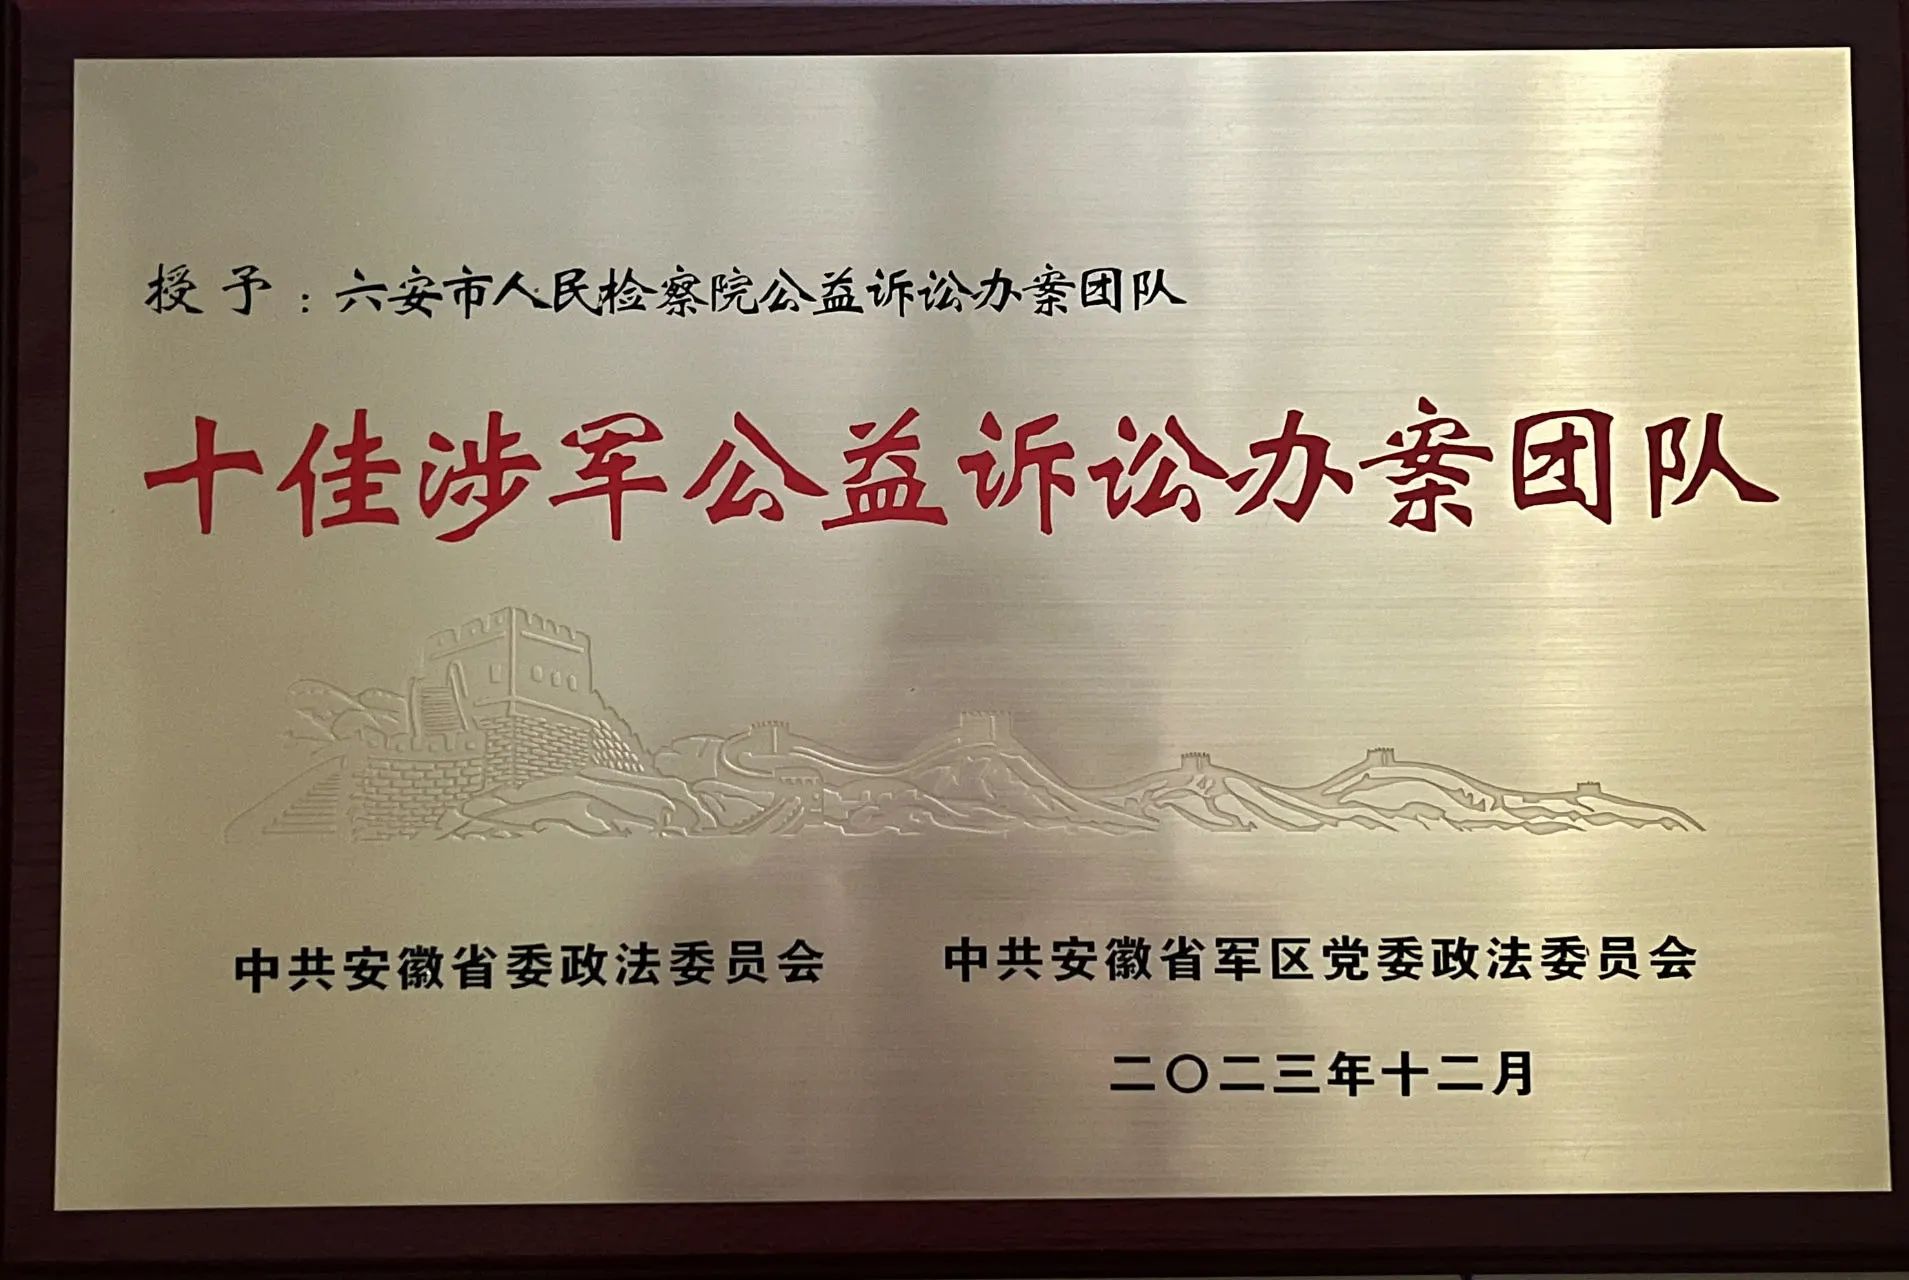 授予：六安市人民检察院公益诉讼办案团队
十佳涉军公益诉讼办案团队
中共安徽省委政法委员会 中共安徽省军区党委政法委员会
二〇二三年十二月